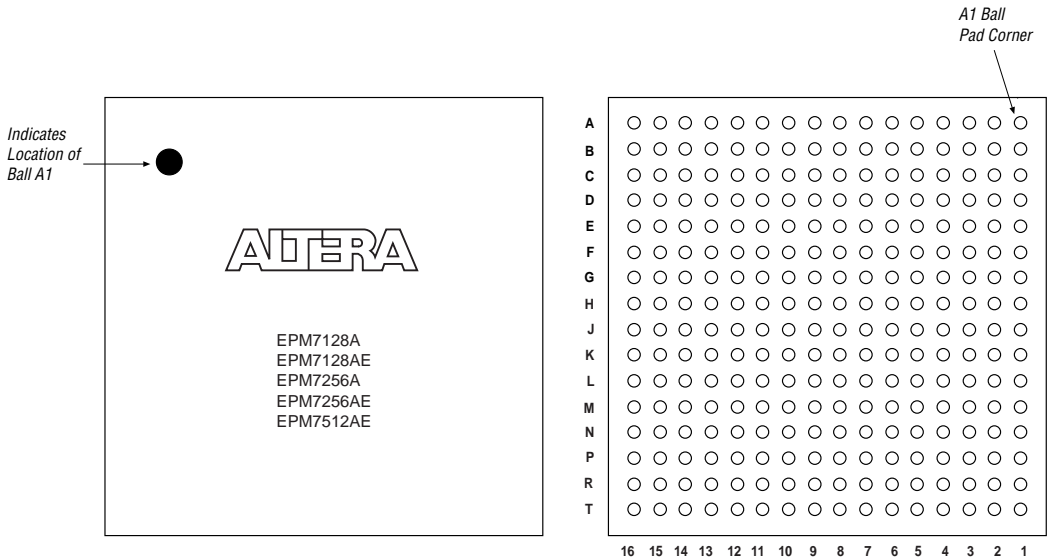 A1 Ball
Pad Corner
Indicates
Location of
Ball A1
ALTERA
EPM7128A
EPM7128AE
EPM7256A
EPM7256AE
EPM7512AE
A
B
C
D
E
F
G
H
J
K
L
M
N
P
R
T
16 15 14 13 12 11 10 9 8 7 6 5 4 3 2 1